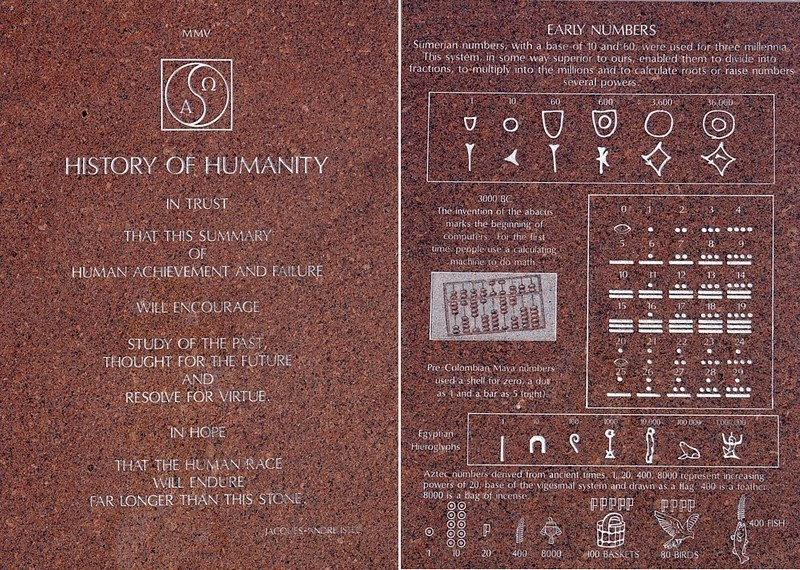 MMV
A Ω
HISTORY OF HUMANITY
IN TRUST
THAT THIS SUMMARY
OF
HUMAN ACHIEVEMENT AND FAILURE
WILL ENCOURAGE
STUDY OF THE PAST,
THOUGHT FOR THE FUTURE
AND
RESOLVE FOR VIRTUE.
IN HOPE
THAT THE HUMAN RACE
WILL ENDURE
FAR LONGER THAN THIS STONE.
JACQUES-ANDRE ISTEL
EARLY NUMBERS
Sumerian numbers, with a base of 10 and 60, were used for three millennia.
This system, in some way superior to ours, enabled them to divide into
fractions, to multiply into the millions and to calculate roots or raise numbers
several powers.
1 10 60 600 3,600 36,000
3000 BC
The invention of the abacus
marks the beginning of
computers. For the first
time, people use a calculating
machine to do math.
Pre-Colombian Maya numbers
used a shell for zero, a dot
as 1 and a bar as 5 (right)
0 1 2 3 4
5 6 7 8 9
10 11 12 13 14
15 16 17 18 19
20 21 22 23 24
25 26 27 28 29
Egyptian
Hieroglyphs
1 10 100 1000 10,000 100,000 1,000,000
Aztec numbers derived from ancient times. 1, 20, 400, 8000 represent increasing
powers of 20, base of the vigesimal system and drawn as a flag. 400 is a feather.
8000 is a bag of incense.
1 10 20 400 8000 100 BASKETS 80 BIRDS 400 FISH